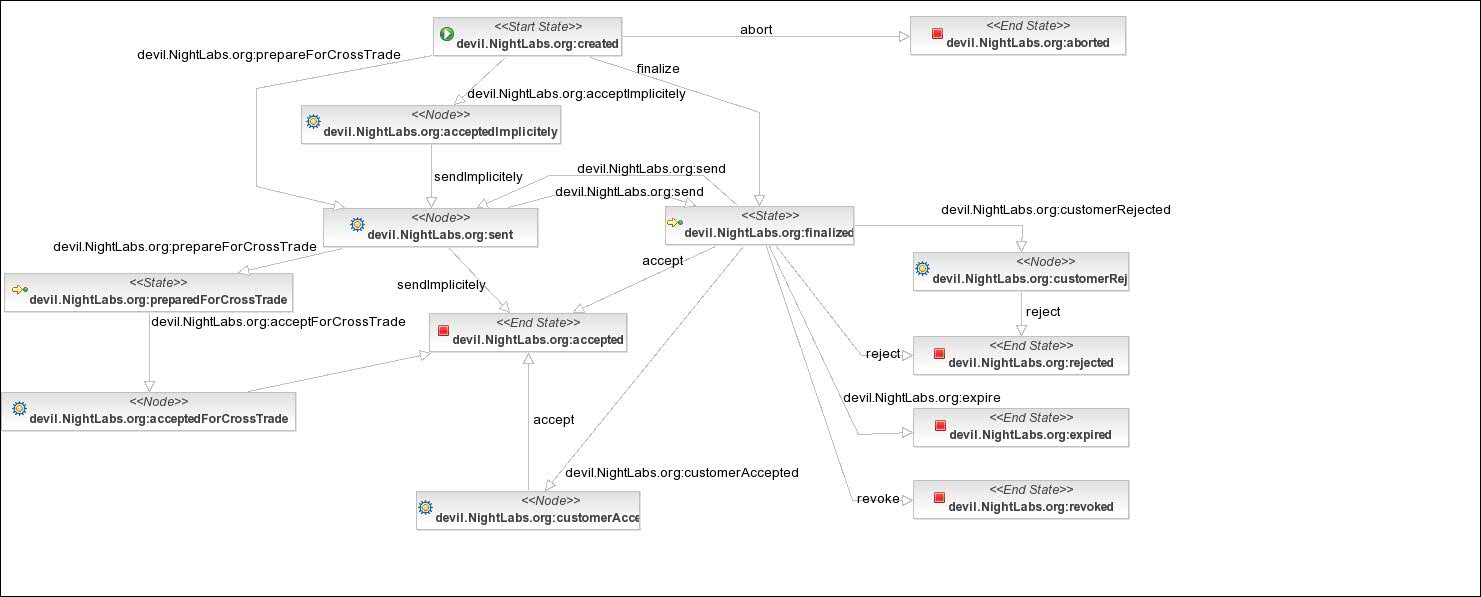 <<Start State>>
devil.NightLabs.org:created
abort
<<End State>>
devil.NightLabs.org:aborted
devil.NightLabs.org:prepareForCrossTrade
finalize
devil.NightLabs.org:acceptImplicitely
<<Node>>
devil.NightLabs.org:acceptedImplicitely
sendImplicitely
devil.NightLabs.org:send
devil.NightLabs.org:send
<<Node>>
devil.NightLabs.org:sent
<<State>>
devil.NightLabs.org:finalized
devil.NightLabs.org:customerRejected
devil.NightLabs.org:prepareForCrossTrade
accept
<<Node>>
devil.NightLabs.org:customerRej
<<State>>
devil.NightLabs.org:preparedForCrossTrade
sendImplicitely
reject
devil.NightLabs.org:acceptForCrossTrade
<<End State>>
devil.NightLabs.org:accepted
reject
<<End State>>
devil.NightLabs.org:rejected
<<Node>>
devil.NightLabs.org:acceptedForCrossTrade
devil.NightLabs.org:expire
<<End State>>
devil.NightLabs.org:expired
accept
devil.NightLabs.org:customerAccepted
<<Node>>
devil.NightLabs.org:customerAcce
revoke
<<End State>>
devil.NightLabs.org:revoked